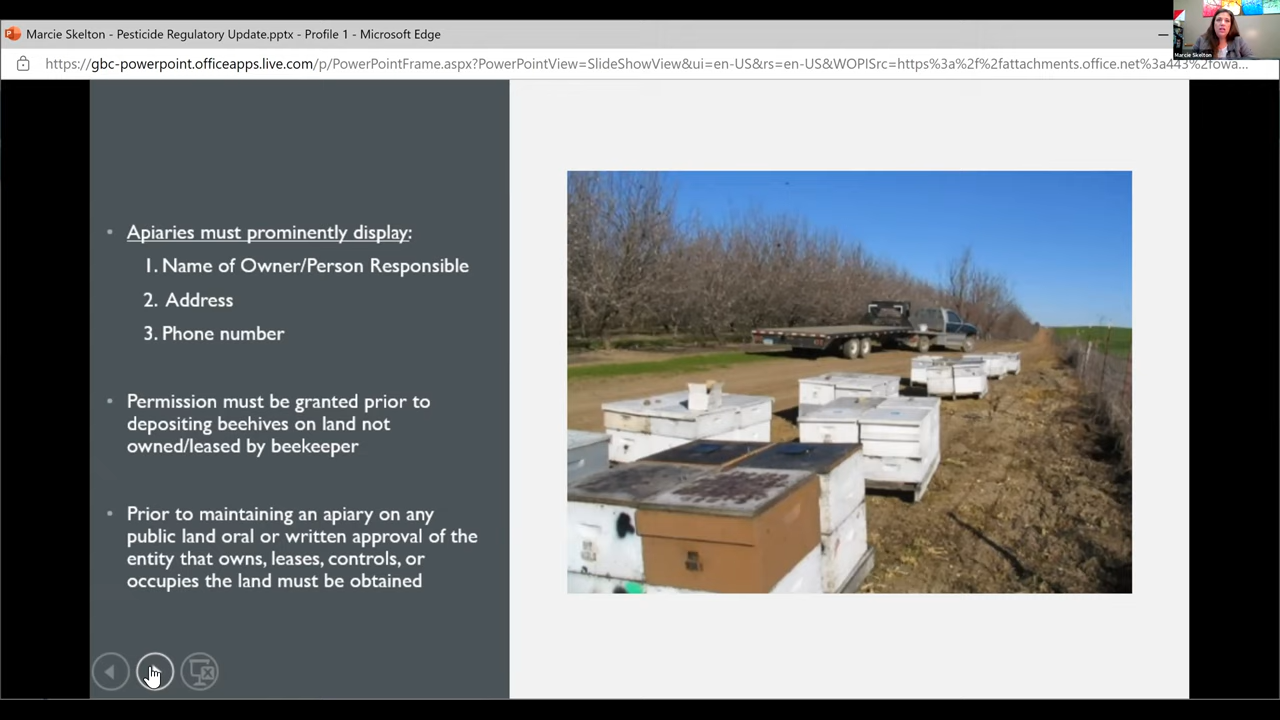 Marcie Skelton - Pesticide Regulatory Update.pptx - Profile 1 - Microsoft Edge
Marcie Skelton
https://gbc-powerpoint.officeapps.live.com/p/PowerPointFrame.aspx?PointView=SlideShowView&ui=en-US&rs=en-US&WOPISrc=https%3a%2f%2fattachments.office.net%3a443%2fowa...
• Apiaries must prominently display:
1. Name of Owner/Person Responsible
2. Address
3. Phone number
• Permission must be granted prior to
depositing beehives on land not
owned/leased by beekeeper
• Prior to maintaining an apiary on any
public land oral or written approval of the
entity that owns, leases, controls, or
occupies the land must be obtained